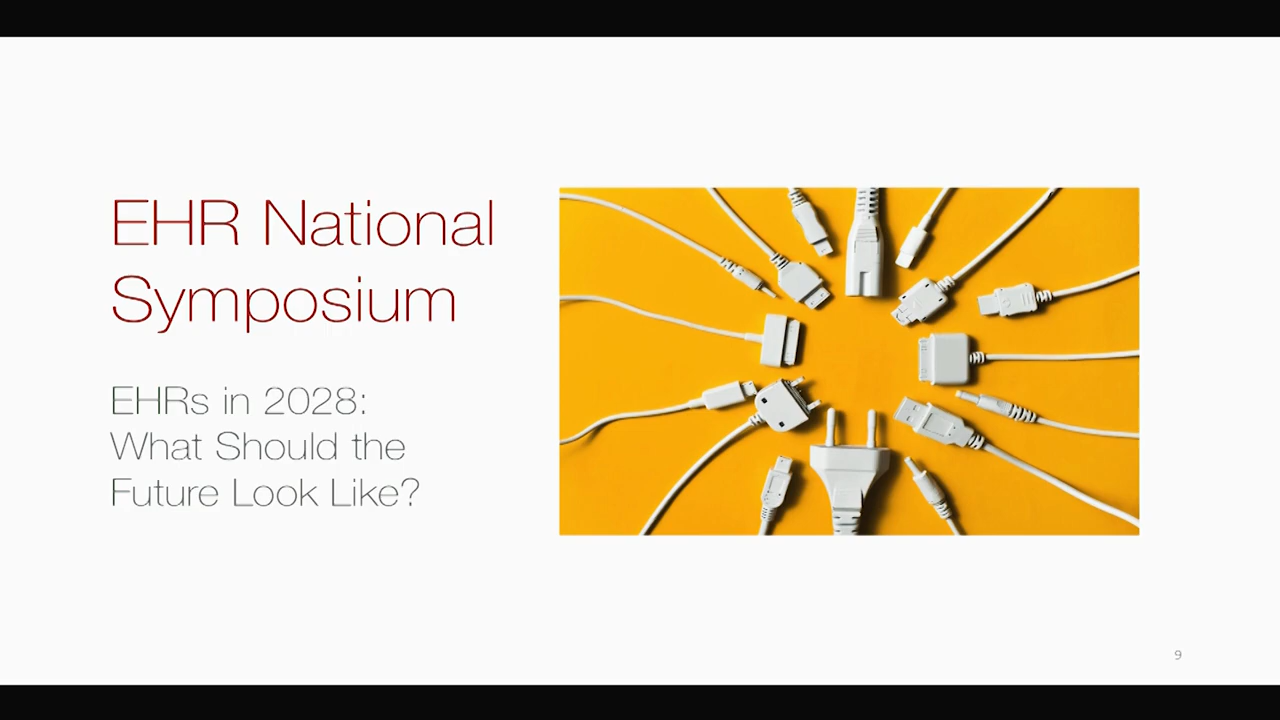 EHR National
Symposium
EHRs in 2028:
What Should the
Future Look Like?
9